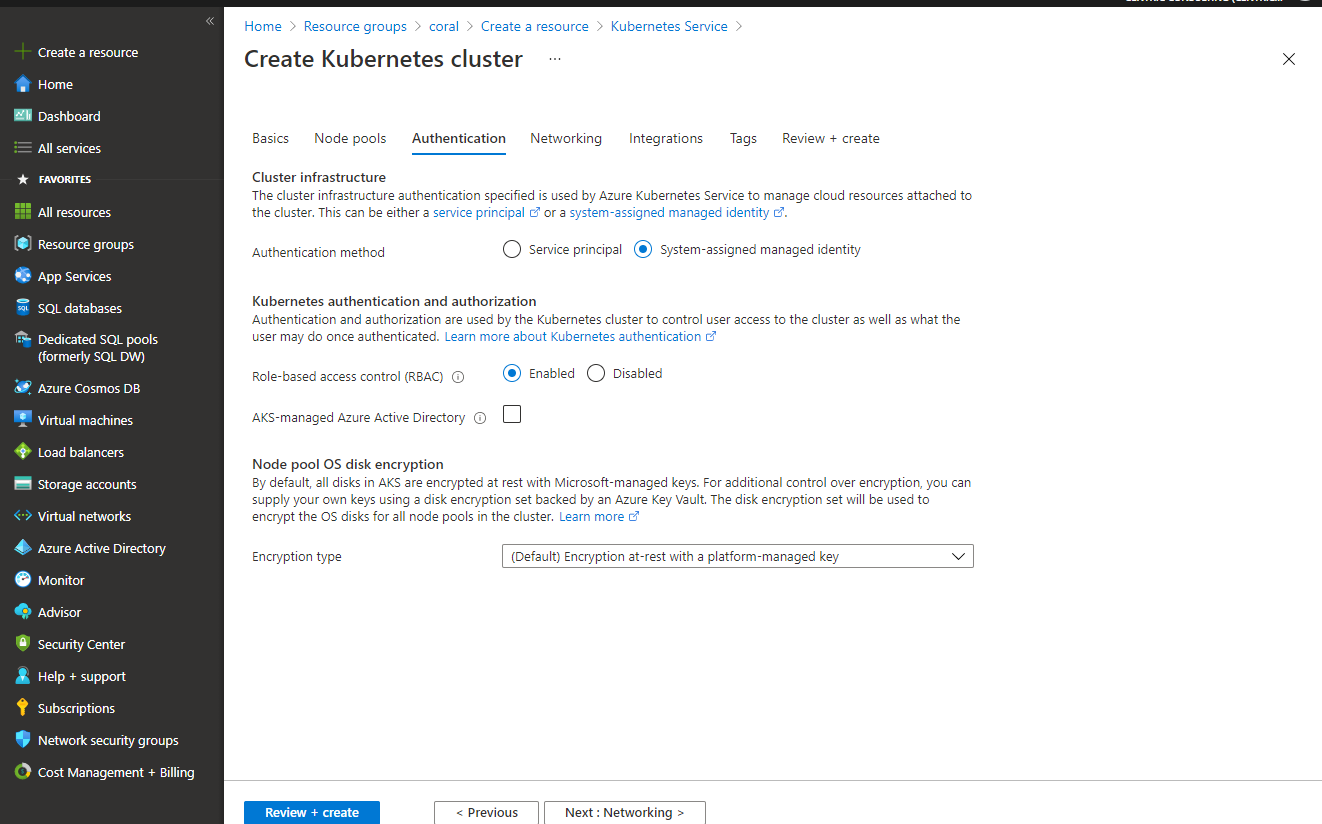 Home > Resource groups > coral > Create a resource > Kubernetes Service >
Create Kubernetes cluster ...
«
Create a resource
Home
Dashboard
All services
FAVORITES
All resources
Resource groups
App Services
SQL databases
Dedicated SQL pools
(formerly SQL DW)
Azure Cosmos DB
Virtual machines
Load balancers
Storage accounts
Virtual networks
Azure Active Directory
Monitor
Advisor
Security Center
Help + support
Subscriptions
Network security groups
Cost Management + Billing
Basics Node pools Authentication Networking Integrations Tags Review + create
Cluster infrastructure
The cluster infrastructure authentication specified is used by Azure Kubernetes Service to manage cloud resources attached to
the cluster. This can be either a service principal or a system-assigned managed identity.
Authentication method Service principal System-assigned managed identity
Kubernetes authentication and authorization
Authentication and authorization are used by the Kubernetes cluster to control user access to the cluster as well as what the
user may do once authenticated. Learn more about Kubernetes authentication
Role-based access control (RBAC) Enabled Disabled
AKS-managed Azure Active Directory
Node pool OS disk encryption
By default, all disks in AKS are encrypted at rest with Microsoft-managed keys. For additional control over encryption, you can
supply your own keys using a disk encryption set backed by an Azure Key Vault. The disk encryption set will be used to
encrypt the OS disks for all node pools in the cluster. Learn more
Encryption type (Default) Encryption at-rest with a platform-managed key
Review + create < Previous Next : Networking >